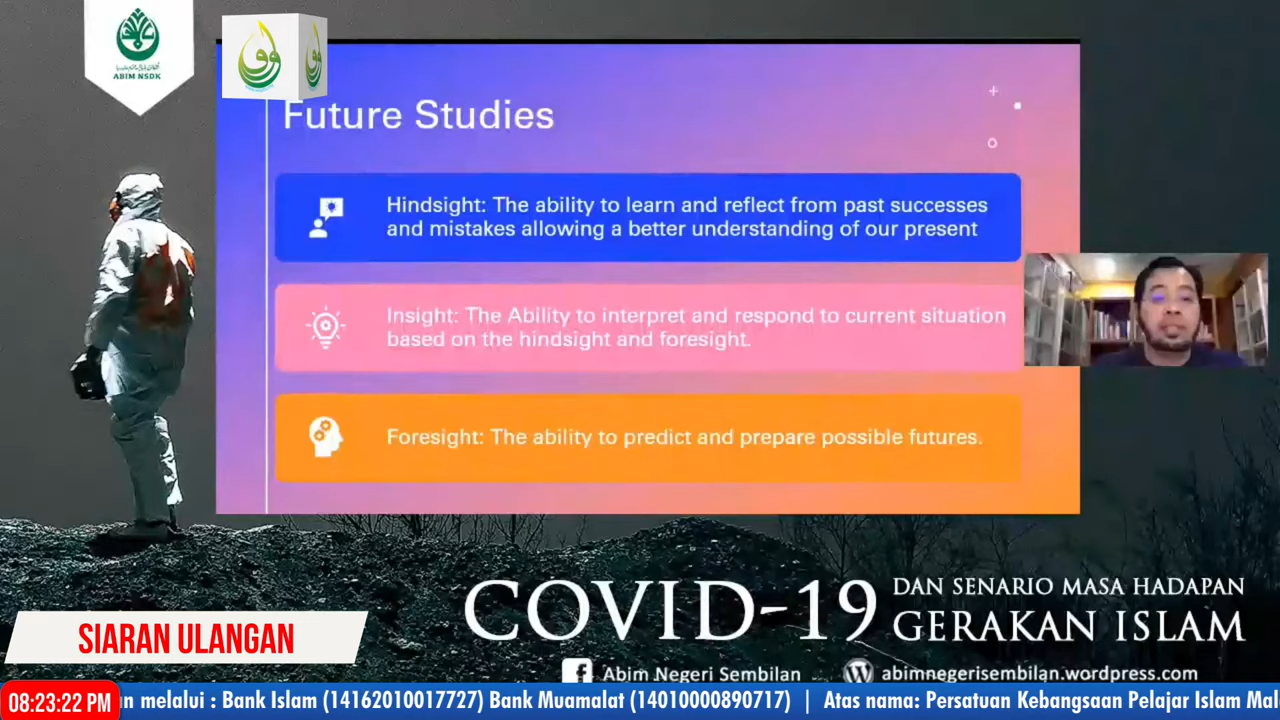 ABIM NSDK
Future Studies
Hindsight: The ability to learn and reflect from past successes
and mistakes allowing a better understanding of our present
Insight: The Ability to interpret and respond to current situation
based on the hindsight and foresight.
Foresight: The ability to predict and prepare possible futures.
COVID-19
DAN SENARIO MASA HADAPAN
GERAKAN ISLAM
SIARAN ULANGAN
Abim Negeri Sembilan
abimnegerisembilan.wordpress.com
08:23:22 PM
melalui : Bank Islam (14162010017727) Bank Muamalat (14010000890717) | Atas nama: Persatuan Kebangsaan Pelajar Islam